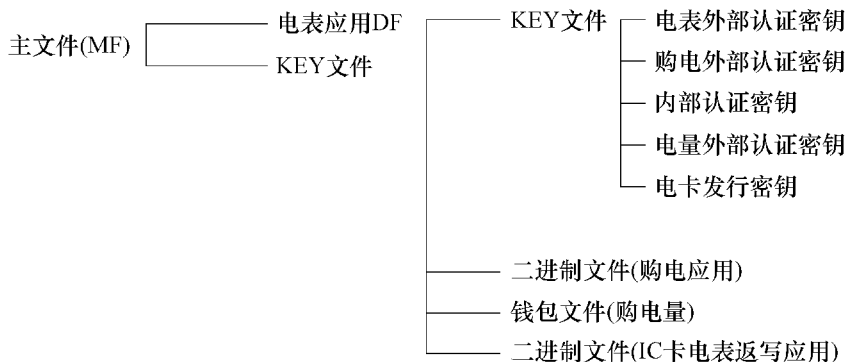 主文件(MF)
电表应用DF
KEY文件
KEY文件
电表外部认证密钥
购电外部认证密钥
内部认证密钥
电量外部认证密钥
电卡发行密钥
二进制文件(购电应用)
钱包文件(购电量)
二进制文件(IC卡电表返写应用)